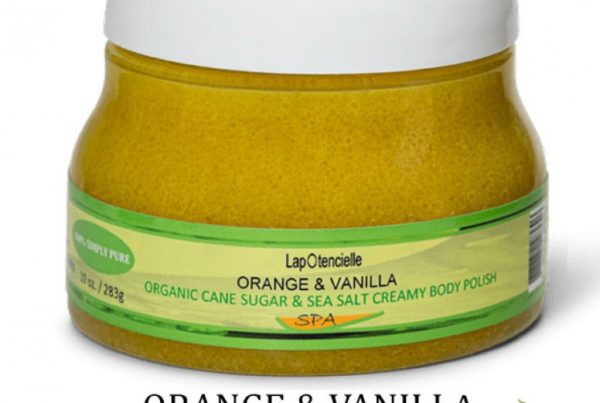 100% SIMPLY PURE
10 oz. / 283g
LapOtencielle
ORANGE & VANILLA
ORGANIC CANE SUGAR & SEA SALT CREAMY BODY POLISH
SPA
ORANGE & VANILLA